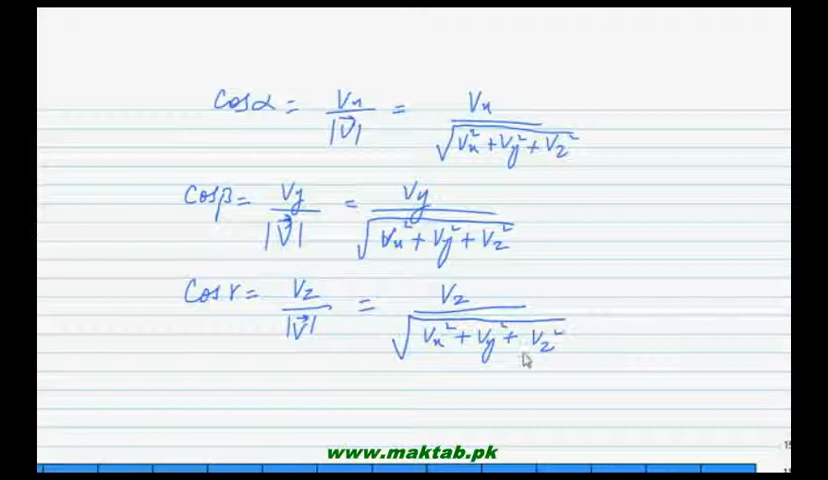 Cosα = Vx / |V⃗| = Vx / √(Vx² + Vy² + Vz²)
Cosβ = Vy / |V⃗| = Vy / √(Vx² + Vy² + Vz²)
Cosγ = Vz / |V⃗| = Vz / √(Vx² + Vy² + Vz²)
www.maktab.pk